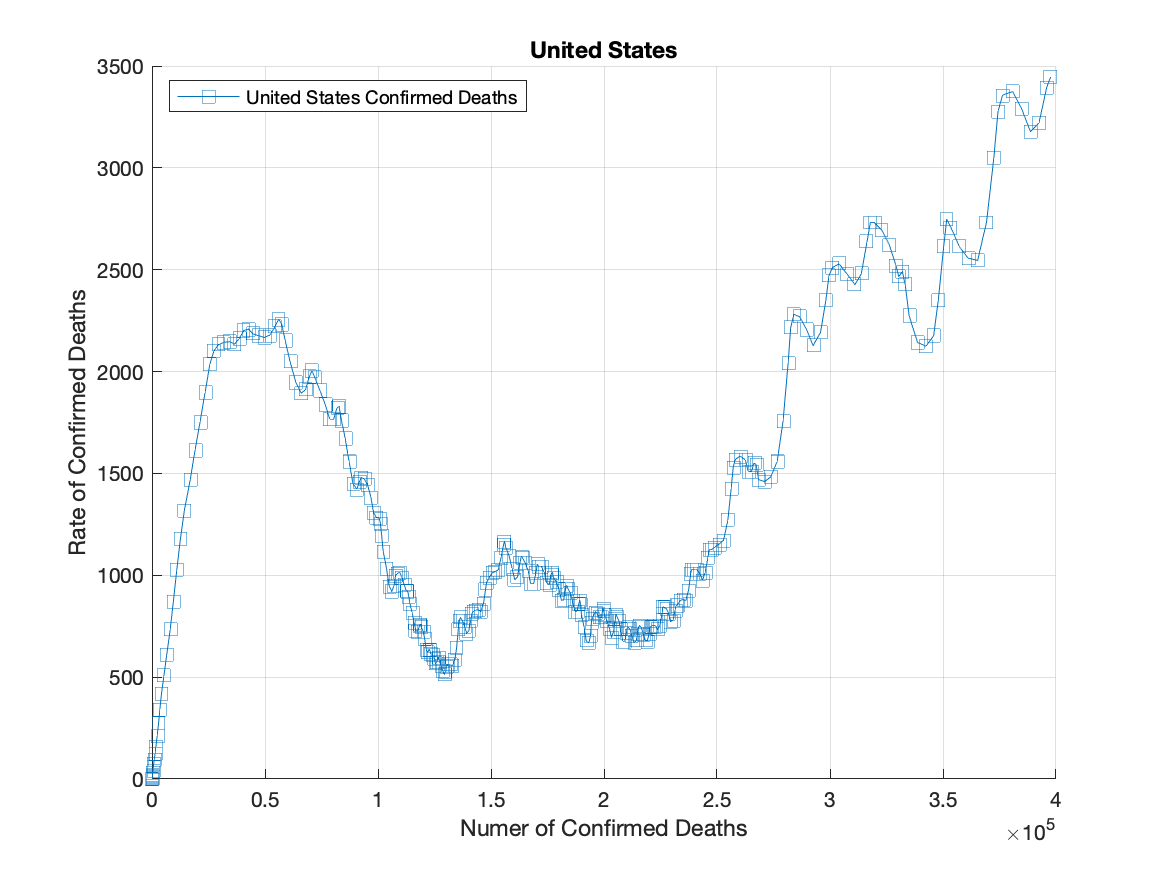 United States
United States Confirmed Deaths
Rate of Confirmed Deaths
3500
3000
2500
2000
1500
1000
500
0
0 0.5 1 1.5 2 2.5 3 3.5 4
×10^5
Numer of Confirmed Deaths